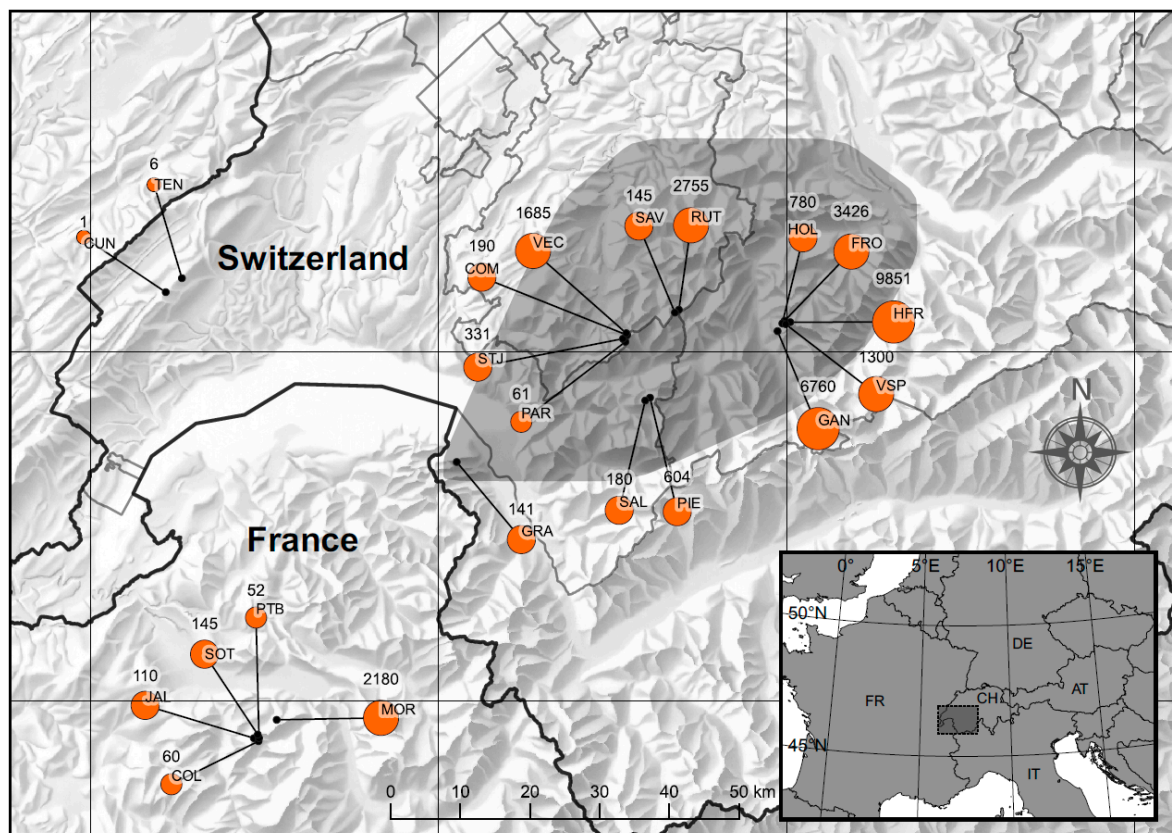 6
TEN
1
CUN
Switzerland
190
COM
1685
VEC
145
SAV
2755
RUT
780
HOL
3426
FRO
9851
HFR
331
STJ
61
PAR
1300
VSP
6760
GAN
N
180
SAL
604
PIE
141
GRA
France
52
PTB
145
SOT
110
JAL
2180
MOR
60
COL
0 10 20 30 40 50 km
0° 5°E 10°E 15°E
50°N
45°N
DE
FR
CH
AT
IT